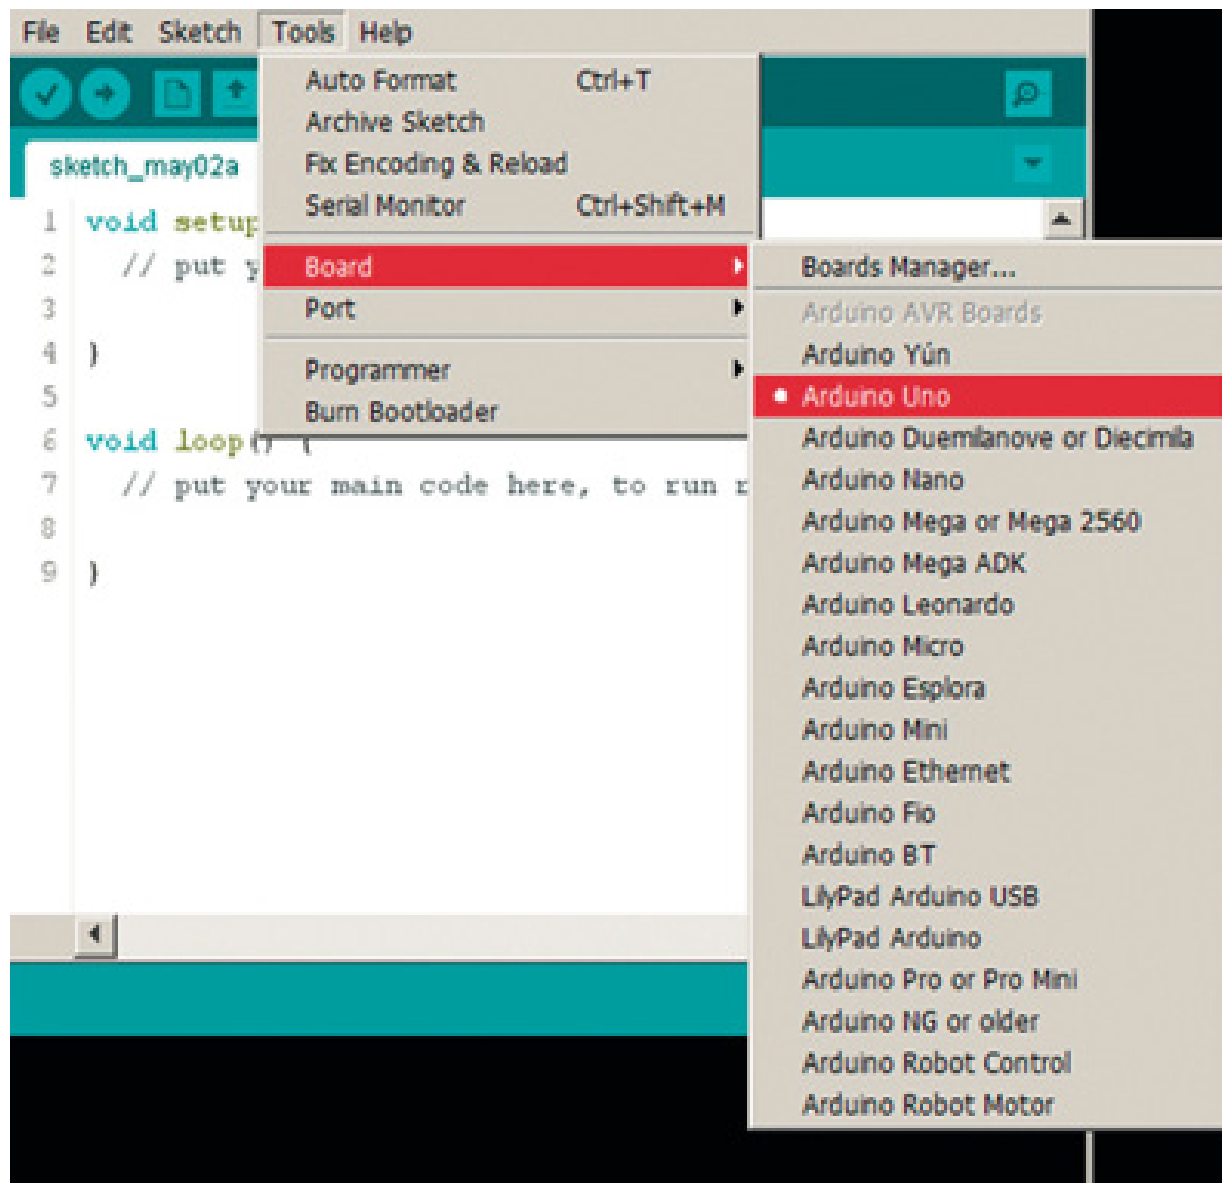 File Edit Sketch Tools Help
Auto Format Ctrl+T
Archive Sketch
Fix Encoding & Reload
Serial Monitor Ctrl+Shift+M
Board
Port
Programmer
Burn Bootloader
sketch_may02a
1 void setup
2 // put y
3
4 }
5
6 void loop() {
7 // put your main code here, to run r
8
9 }
Boards Manager...
Arduino AVR Boards
Arduino Yún
Arduino Uno
Arduino Duemilanove or Diecimila
Arduino Nano
Arduino Mega or Mega 2560
Arduino Mega ADK
Arduino Leonardo
Arduino Micro
Arduino Esplora
Arduino Mini
Arduino Ethernet
Arduino Fio
Arduino BT
LilyPad Arduino USB
LilyPad Arduino
Arduino Pro or Pro Mini
Arduino NG or older
Arduino Robot Control
Arduino Robot Motor